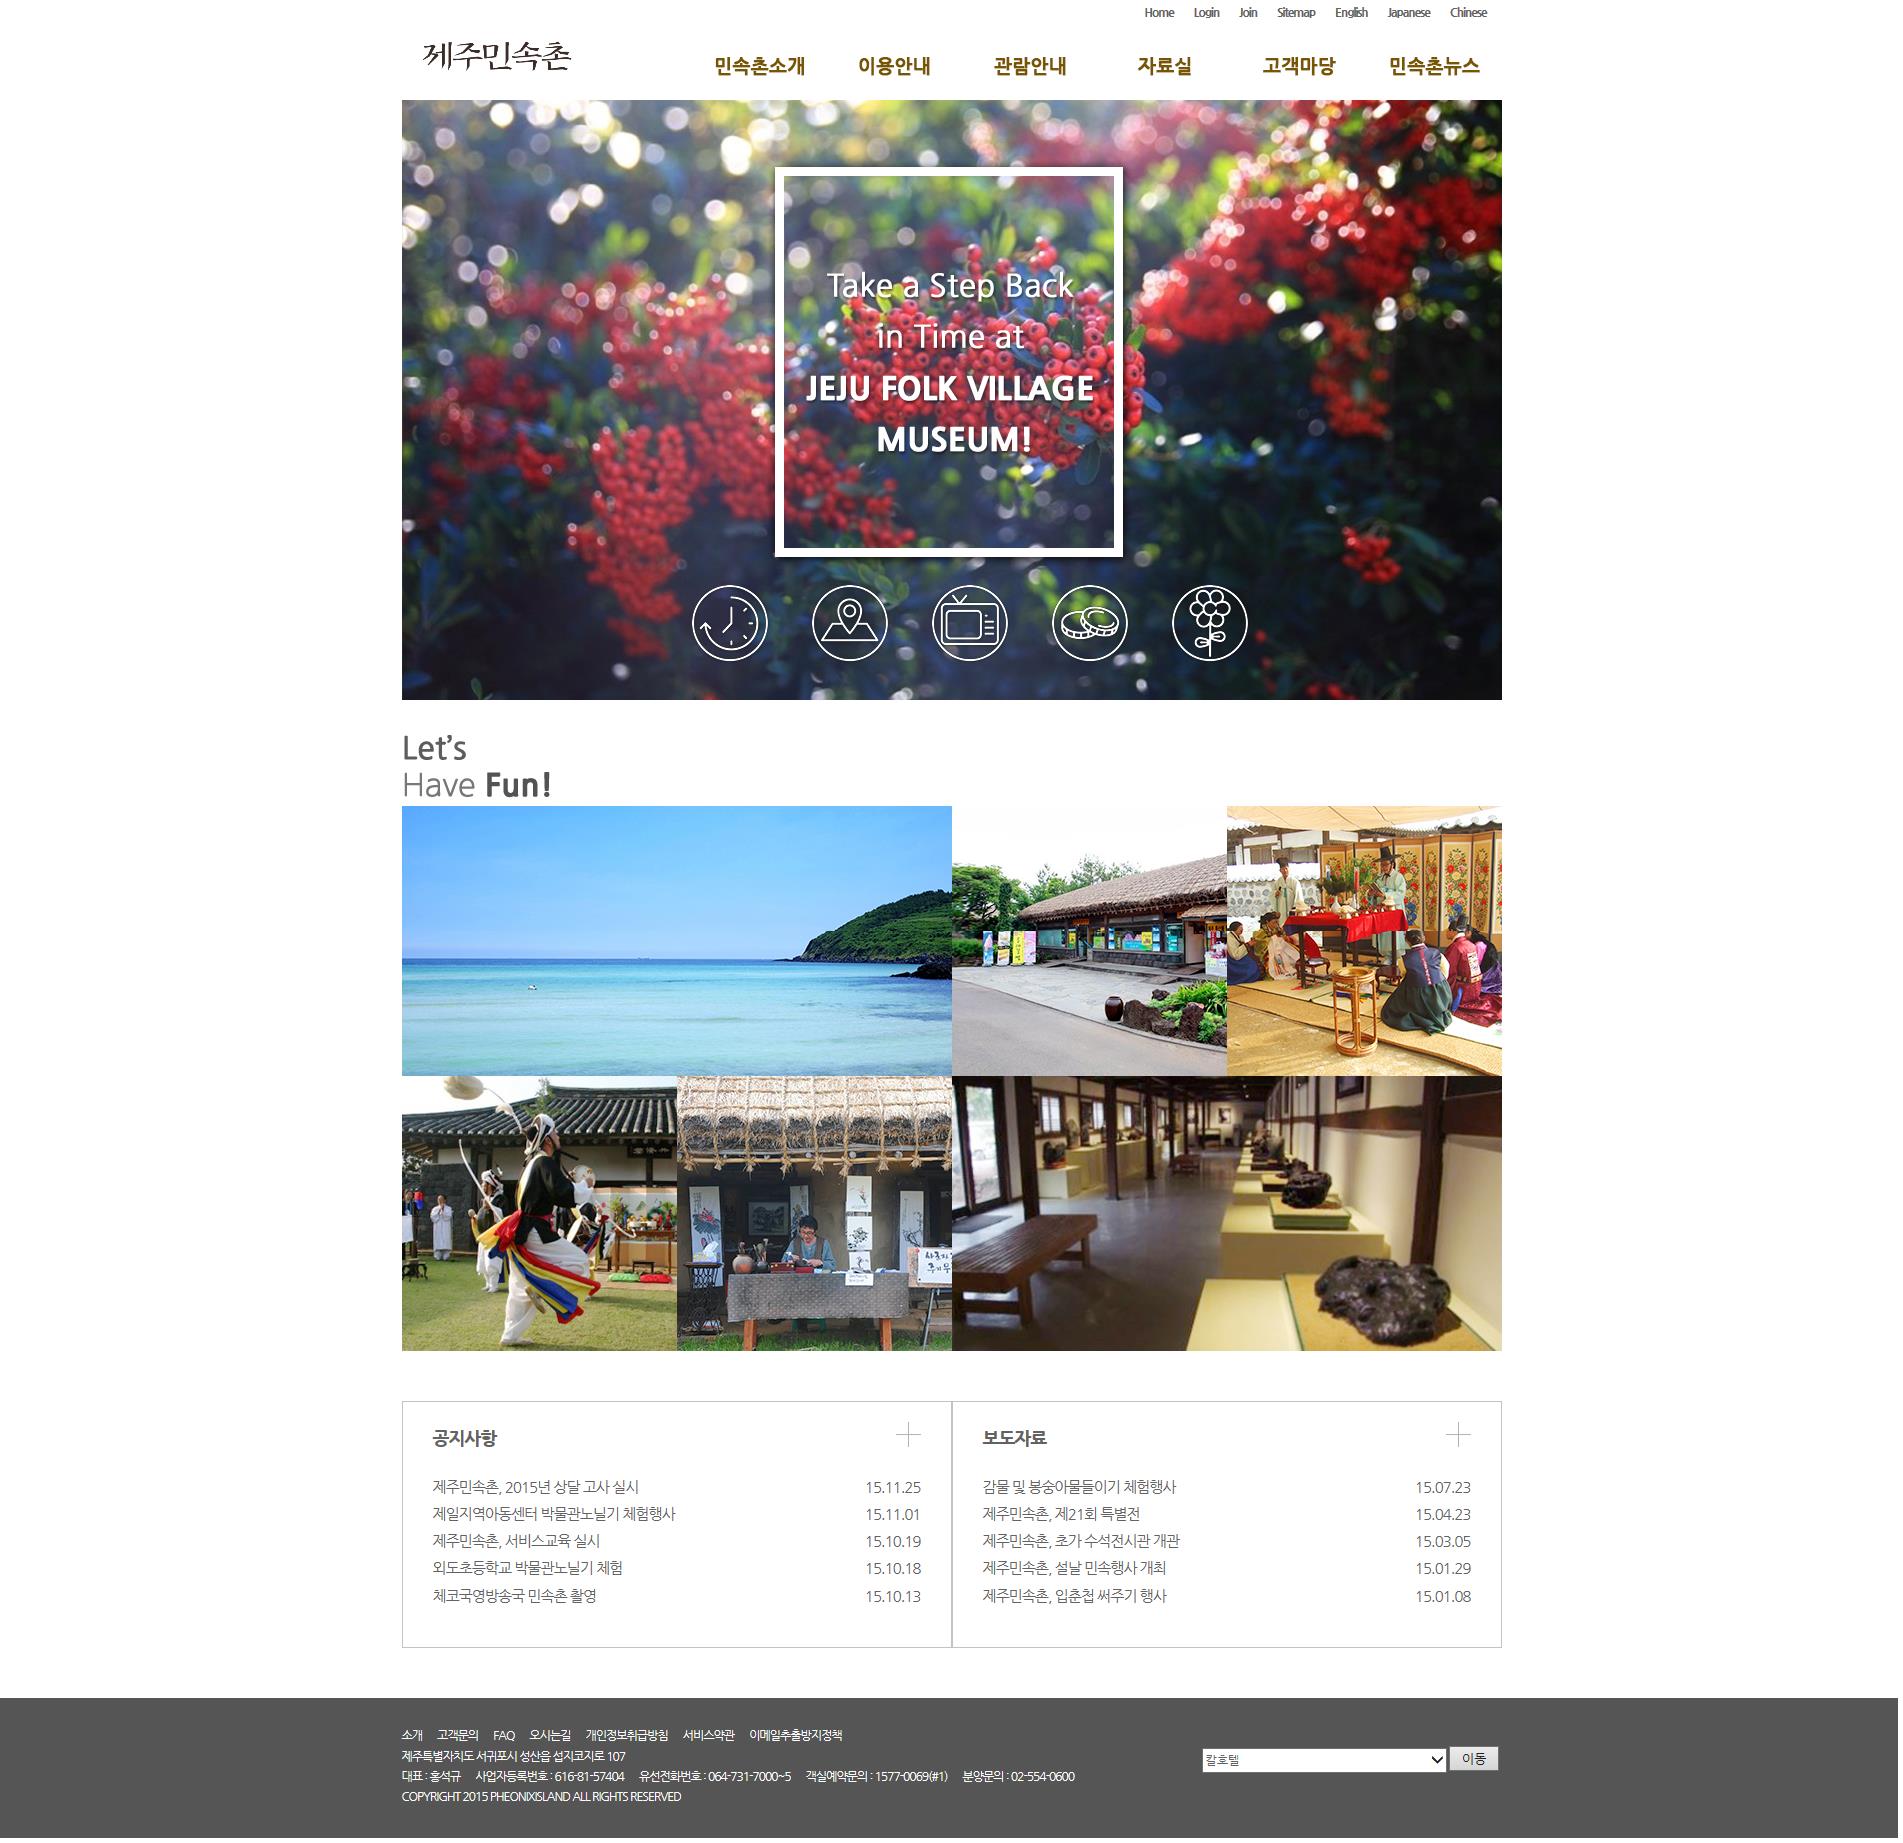 Home Login Join Sitemap English Japanese Chinese
제주민속촌
민속촌소개 이용안내 관람안내 자료실 고객마당 민속촌뉴스
Take a Step Back
in Time at
JEJU FOLK VILLAGE
MUSEUM!
Let's
Have Fun!
공지사항
제주민속촌, 2015년 상달 고사 실시 15.11.25
제일지역아동센터 박물관노닐기 체험행사 15.11.01
제주민속촌, 서비스교육 실시 15.10.19
외도초등학교 박물관노닐기 체험 15.10.18
체코국영방송국 민속촌 촬영 15.10.13
보도자료
감물 및 봉숭아물들이기 체험행사 15.07.23
제주민속촌, 제21회 특별전 15.04.23
제주민속촌, 초가 수석전시관 개관 15.03.05
제주민속촌, 설날 민속행사 개최 15.01.29
제주민속촌, 입춘첩 써주기 행사 15.01.08
소개 고객문의 FAQ 오시는길 개인정보취급방침 서비스약관 이메일추출방지정책
제주특별자치도 서귀포시 성산읍 섭지코지로 107
대표 : 홍석규 사업자등록번호 : 616-81-57404 유선전화번호 : 064-731-7000~5 객실예약문의 : 1577-0069(#1) 분양문의 : 02-554-0600
COPYRIGHT 2015 PHEONIXISLAND ALL RIGHTS RESERVED
칼호텔 이동